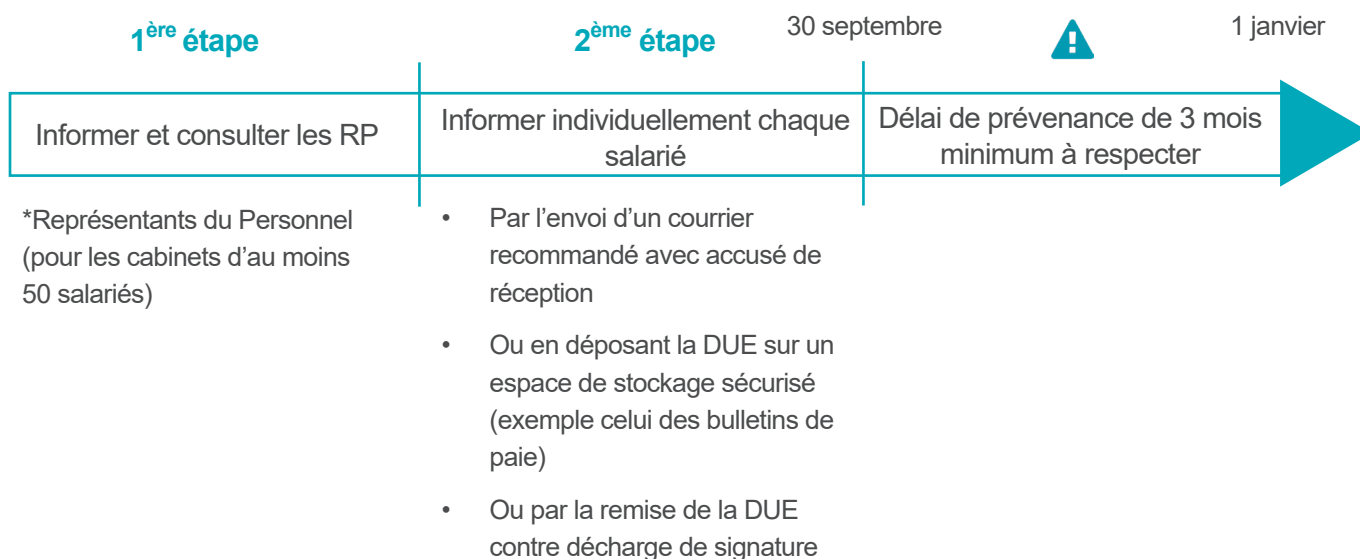 1ère étape
2ème étape
30 septembre
1 janvier
Informer et consulter les RP
Informer individuellement chaque
salarié
Délai de prévenance de 3 mois
minimum à respecter
*Représentants du Personnel
(pour les cabinets d'au moins
50 salariés)
• Par l'envoi d'un courrier
recommandé avec accusé de
réception
• Ou en déposant la DUE sur un
espace de stockage sécurisé
(exemple celui des bulletins de
paie)
• Ou par la remise de la DUE
contre décharge de signature